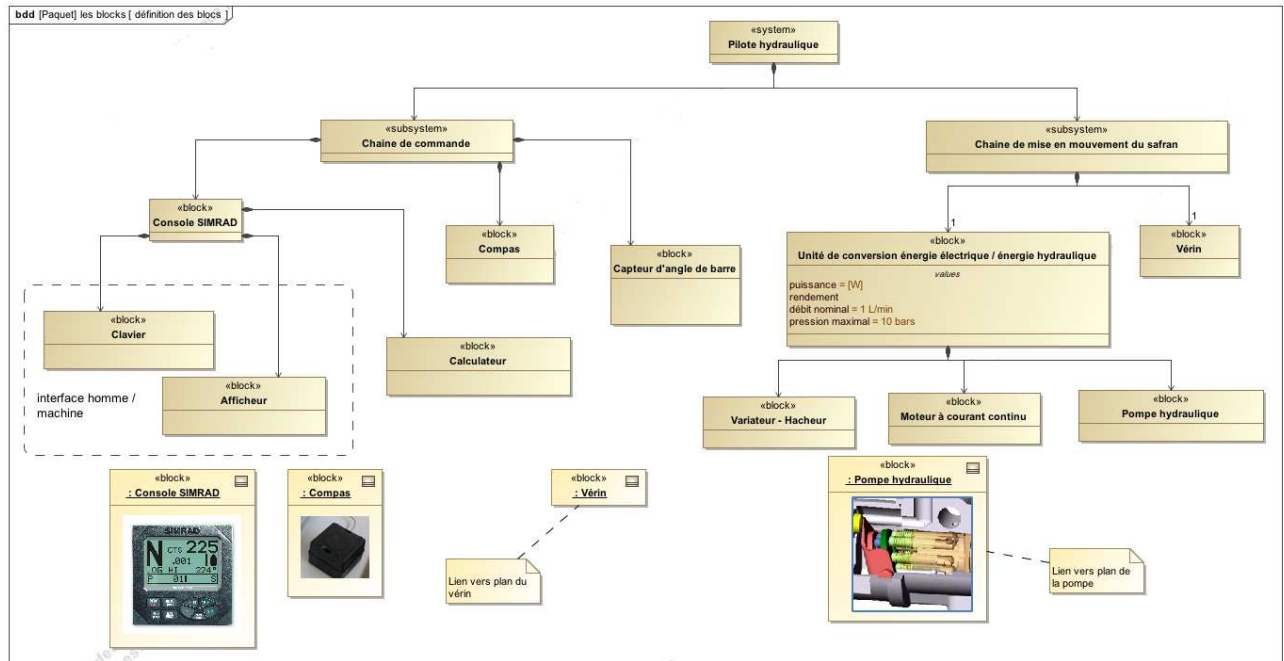 bdd [Paquet] les blocks [ définition des blocs ]
«system»
Pilote hydraulique
«subsystem»
Chaine de commande
«subsystem»
Chaine de mise en mouvement du safran
«block»
Console SIMRAD
«block»
Compas
«block»
Capteur d'angle de barre
1
«block»
Unité de conversion énergie électrique / énergie hydraulique
values
puissance = [W]
rendement
débit nominal = 1 L/min
pression maximal = 10 bars
1
«block»
Vérin
«block»
Clavier
«block»
Afficheur
interface homme /
machine
«block»
Calculateur
«block»
Variateur - Hacheur
«block»
Moteur à courant continu
«block»
Pompe hydraulique
«block»
: Console SIMRAD
SIMRAD
N CTS 225
.001
224°
P 01 S
«block»
: Compas
«block»
: Vérin
Lien vers plan du
vérin
«block»
: Pompe hydraulique
Lien vers plan de
la pompe